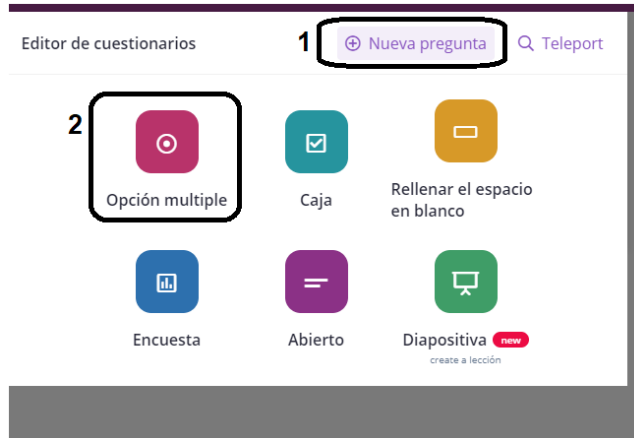 Editor de cuestionarios 1 Nueva pregunta Teleport
2
Opción multiple Caja Rellenar el espacio
en blanco
Encuesta Abierto Diapositiva new
create a lección